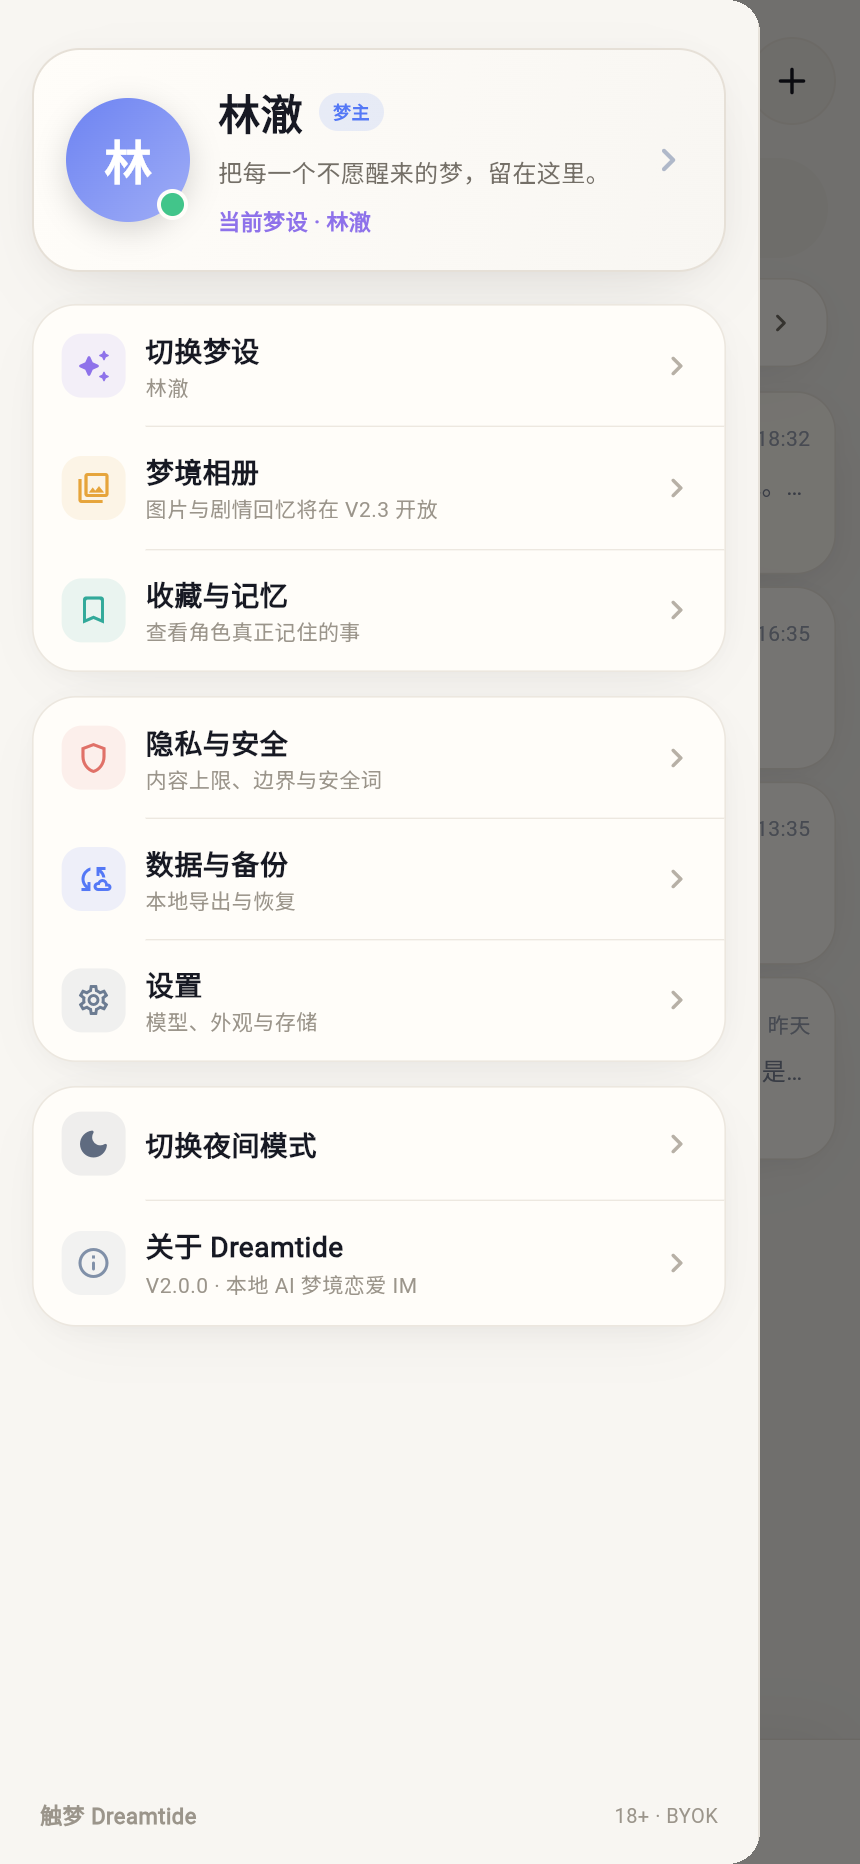 林澈 梦主
林
把每一个不愿醒来的梦，留在这里。
当前梦设 · 林澈
切换梦设
林澈
梦境相册
图片与剧情回忆将在 V2.3 开放
收藏与记忆
查看角色真正记住的事
隐私与安全
内容上限、边界与安全词
数据与备份
本地导出与恢复
设置
模型、外观与存储
切换夜间模式
关于 Dreamtide
V2.0.0 · 本地 AI 梦境恋爱 IM
触梦 Dreamtide
18+ · BYOK
18:32
。...
16:35
13:35
昨天
是...